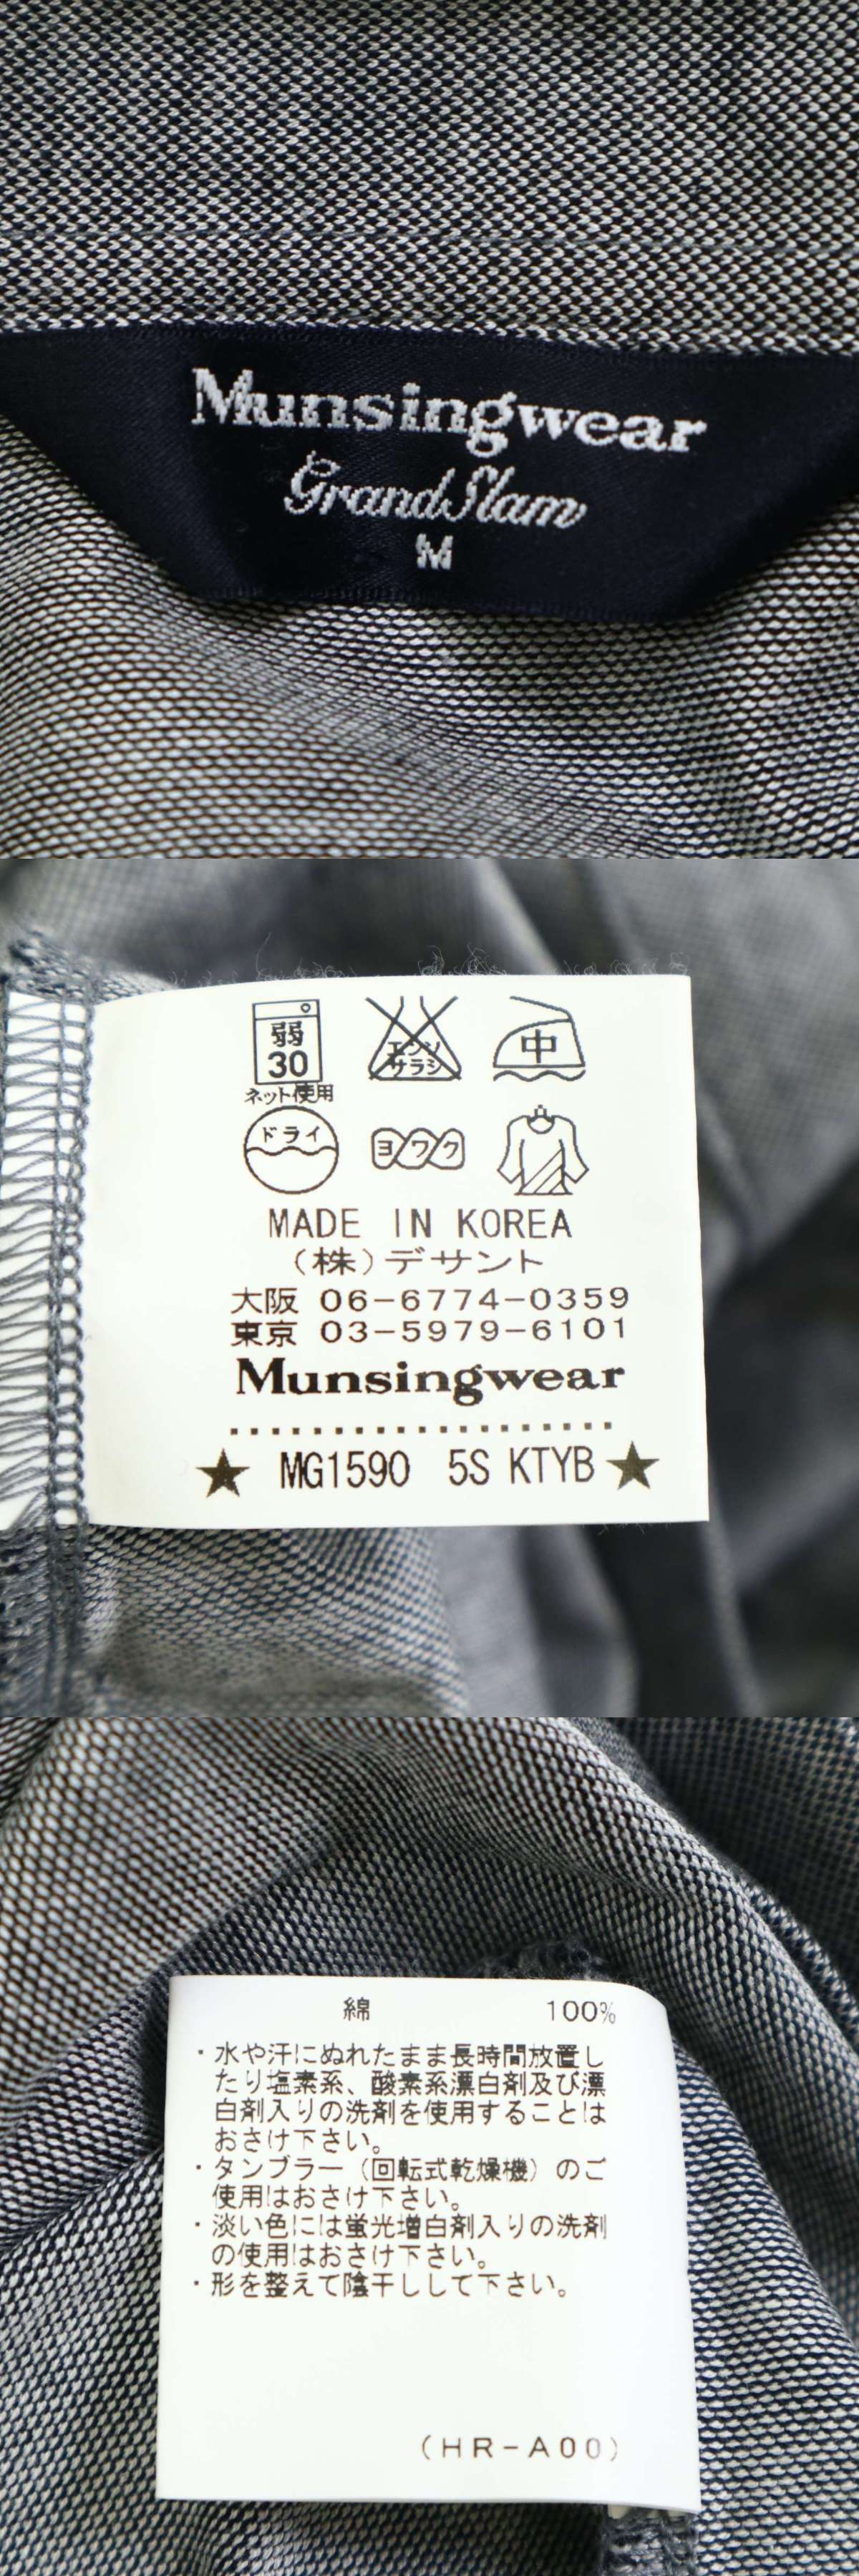 Munsingwear
GrandSlam
M
弱
30
ネット使用
エンソ
サラシ
中
ドライ
ヨワク
MADE IN KOREA
(株)デサント
大阪 06-6774-0359
東京 03-5979-6101
Munsingwear
★ MG1590 5S KTYB ★
綿 100%
・水や汗にぬれたまま長時間放置し
たり塩素系、酸素系漂白剤及び漂
白剤入りの洗剤を使用することは
おさけ下さい。
・タンブラー(回転式乾燥機)のご
使用はおさけ下さい。
・淡い色には蛍光増白剤入りの洗剤
の使用はおさけ下さい。
・形を整えて陰干しして下さい。
(HR-A00)